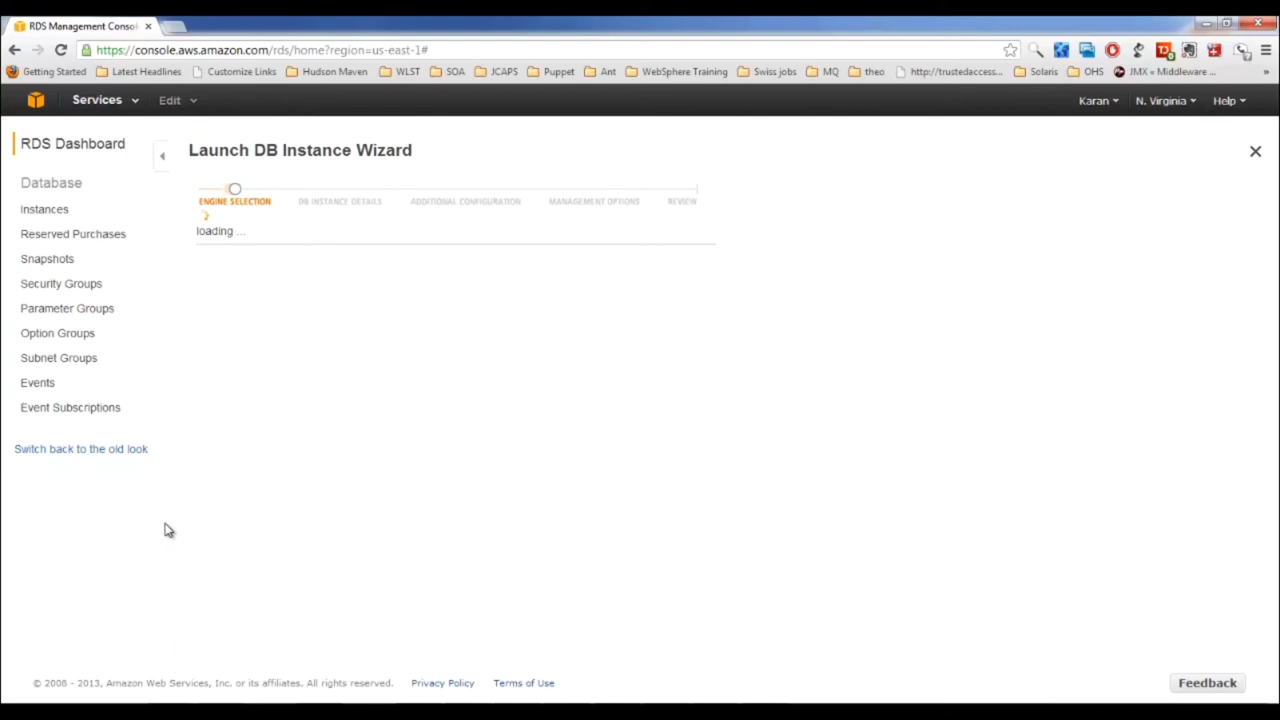 RDS Management Consol
https://console.aws.amazon.com/rds/home?region=us-east-1#
Getting Started Latest Headlines Customize Links Hudson Maven WLST SOA JCAPS Puppet Ant WebSphere Training Swiss jobs MQ theo http://trustedaccess... Solaris OHS JMX « Middleware ... »
Services Edit Karan N. Virginia Help
RDS Dashboard
Database
Instances
Reserved Purchases
Snapshots
Security Groups
Parameter Groups
Option Groups
Subnet Groups
Events
Event Subscriptions
Switch back to the old look
Launch DB Instance Wizard
ENGINE SELECTION DB INSTANCE DETAILS ADDITIONAL CONFIGURATION MANAGEMENT OPTIONS REVIEW
loading ...
© 2008 - 2013, Amazon Web Services, Inc. or its affiliates. All rights reserved. Privacy Policy Terms of Use
Feedback